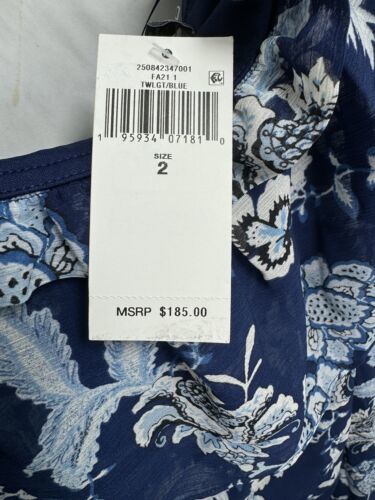 250842347001
FA21 1
TWLGT/BLUE
1 95934 07181 0
SIZE
2
MSRP $185.00